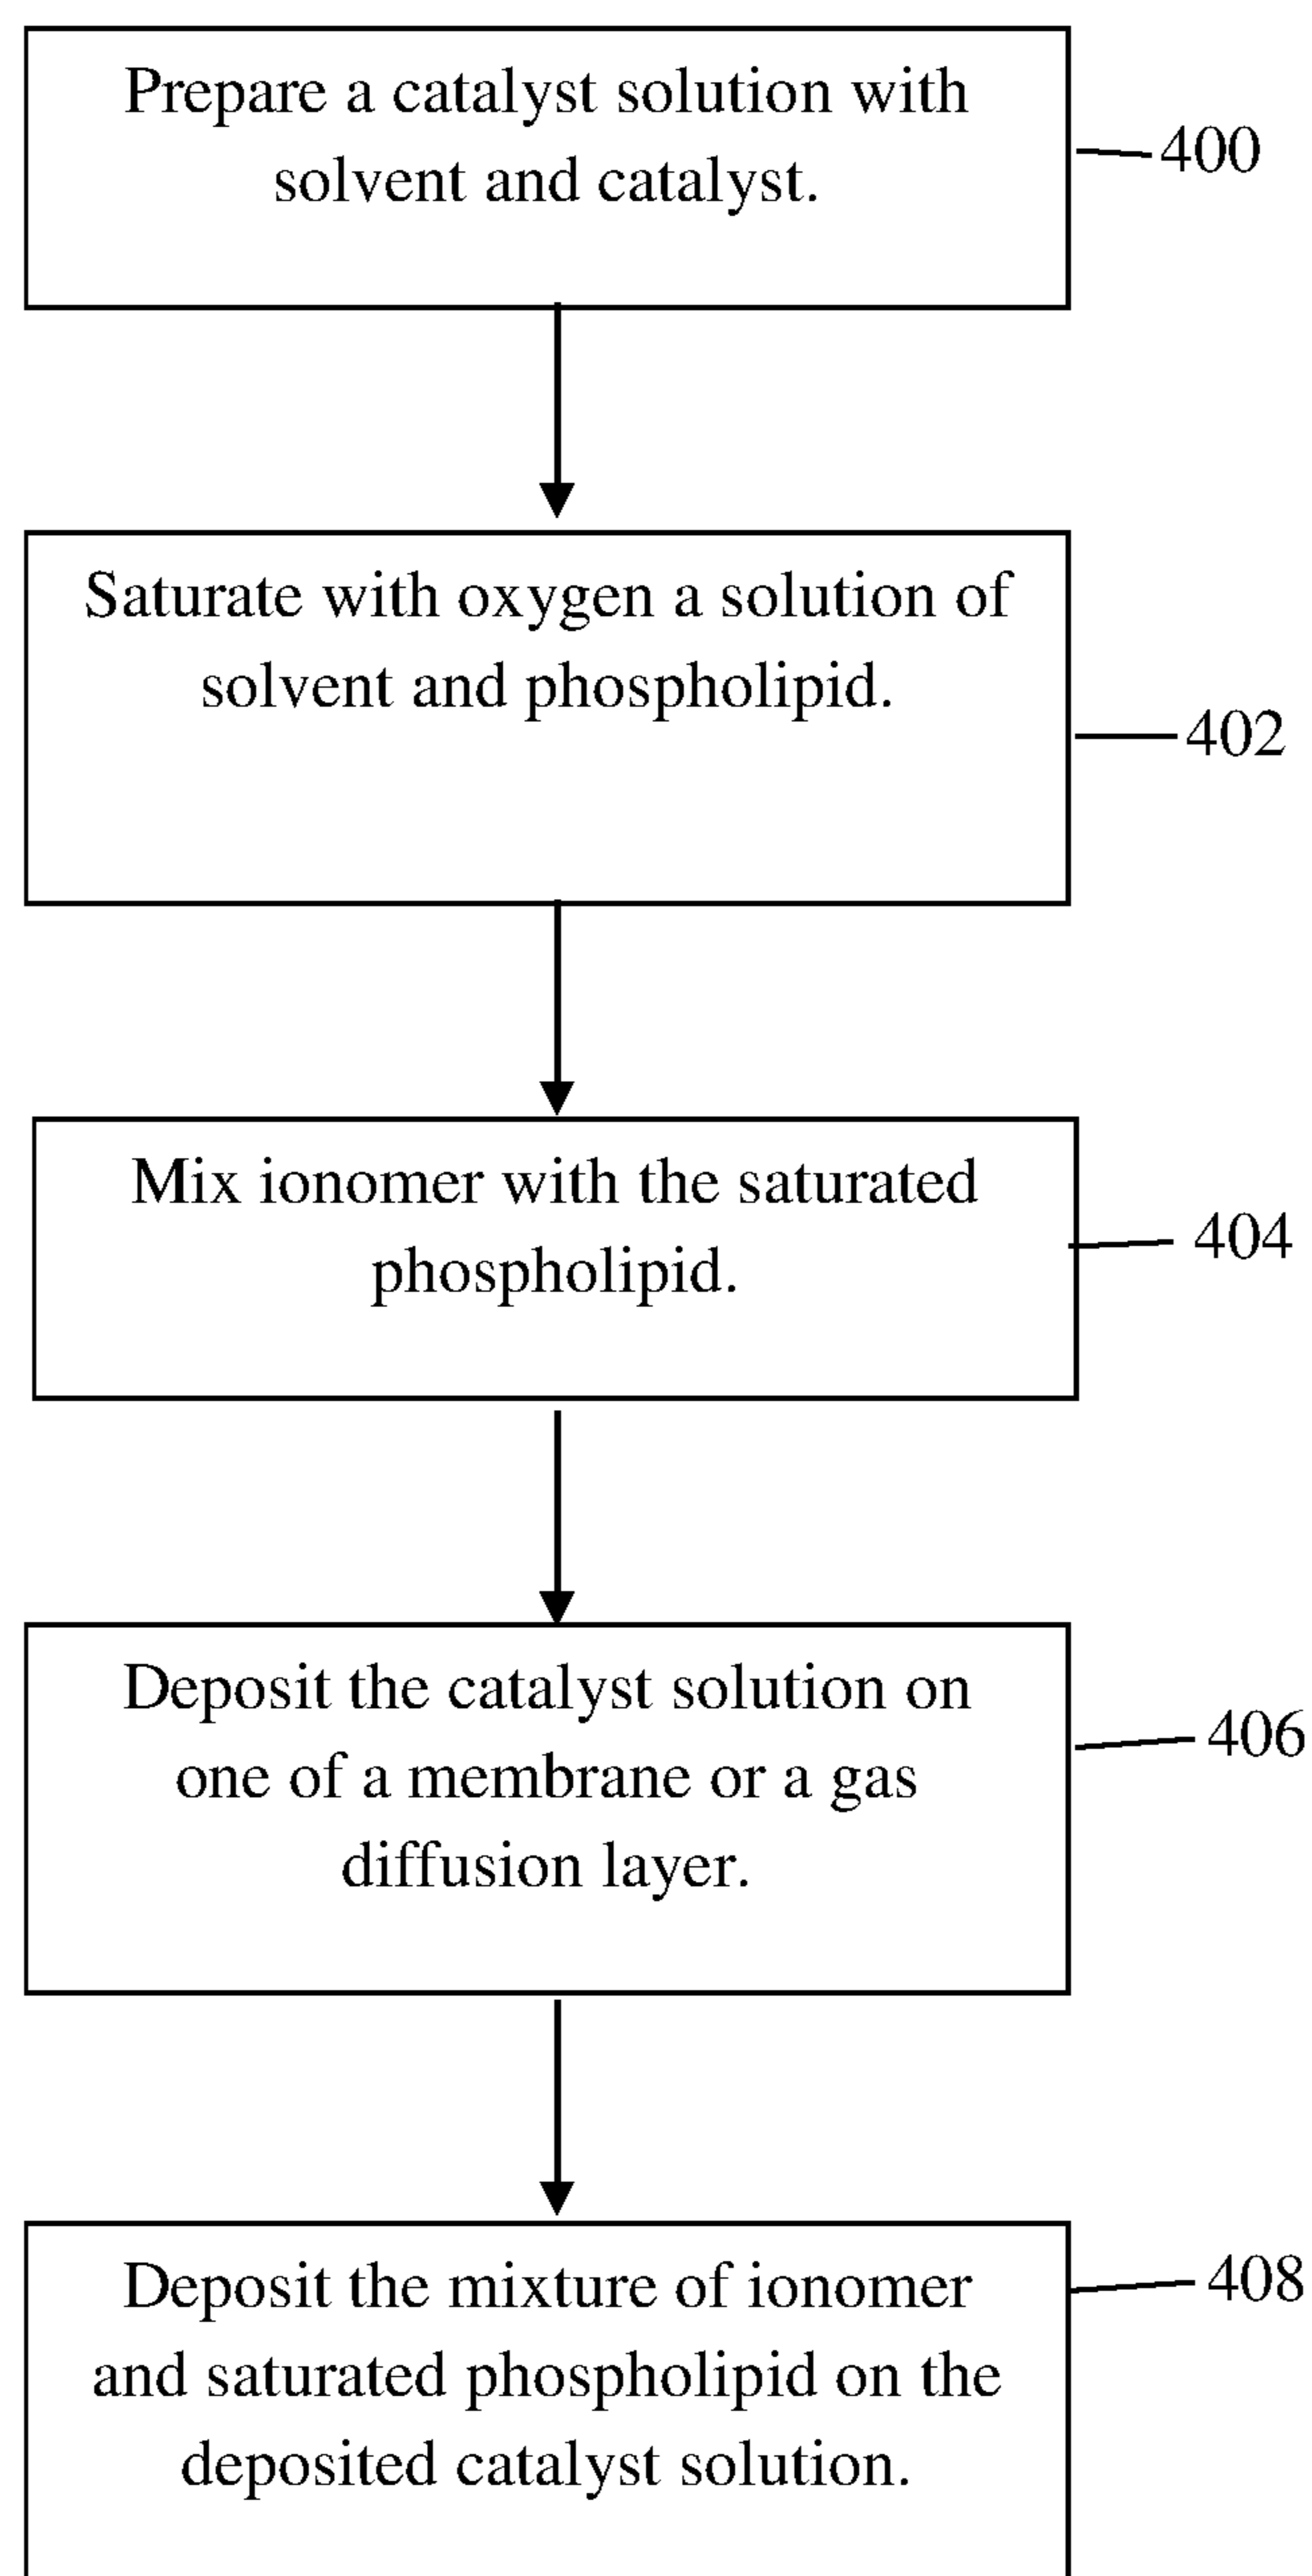 Prepare a catalyst solution with
solvent and catalyst.
400
Saturate with oxygen a solution of
solvent and phospholipid.
402
Mix ionomer with the saturated
phospholipid.
404
Deposit the catalyst solution on
one of a membrane or a gas
diffusion layer.
406
Deposit the mixture of ionomer
and saturated phospholipid on the
deposited catalyst solution.
408